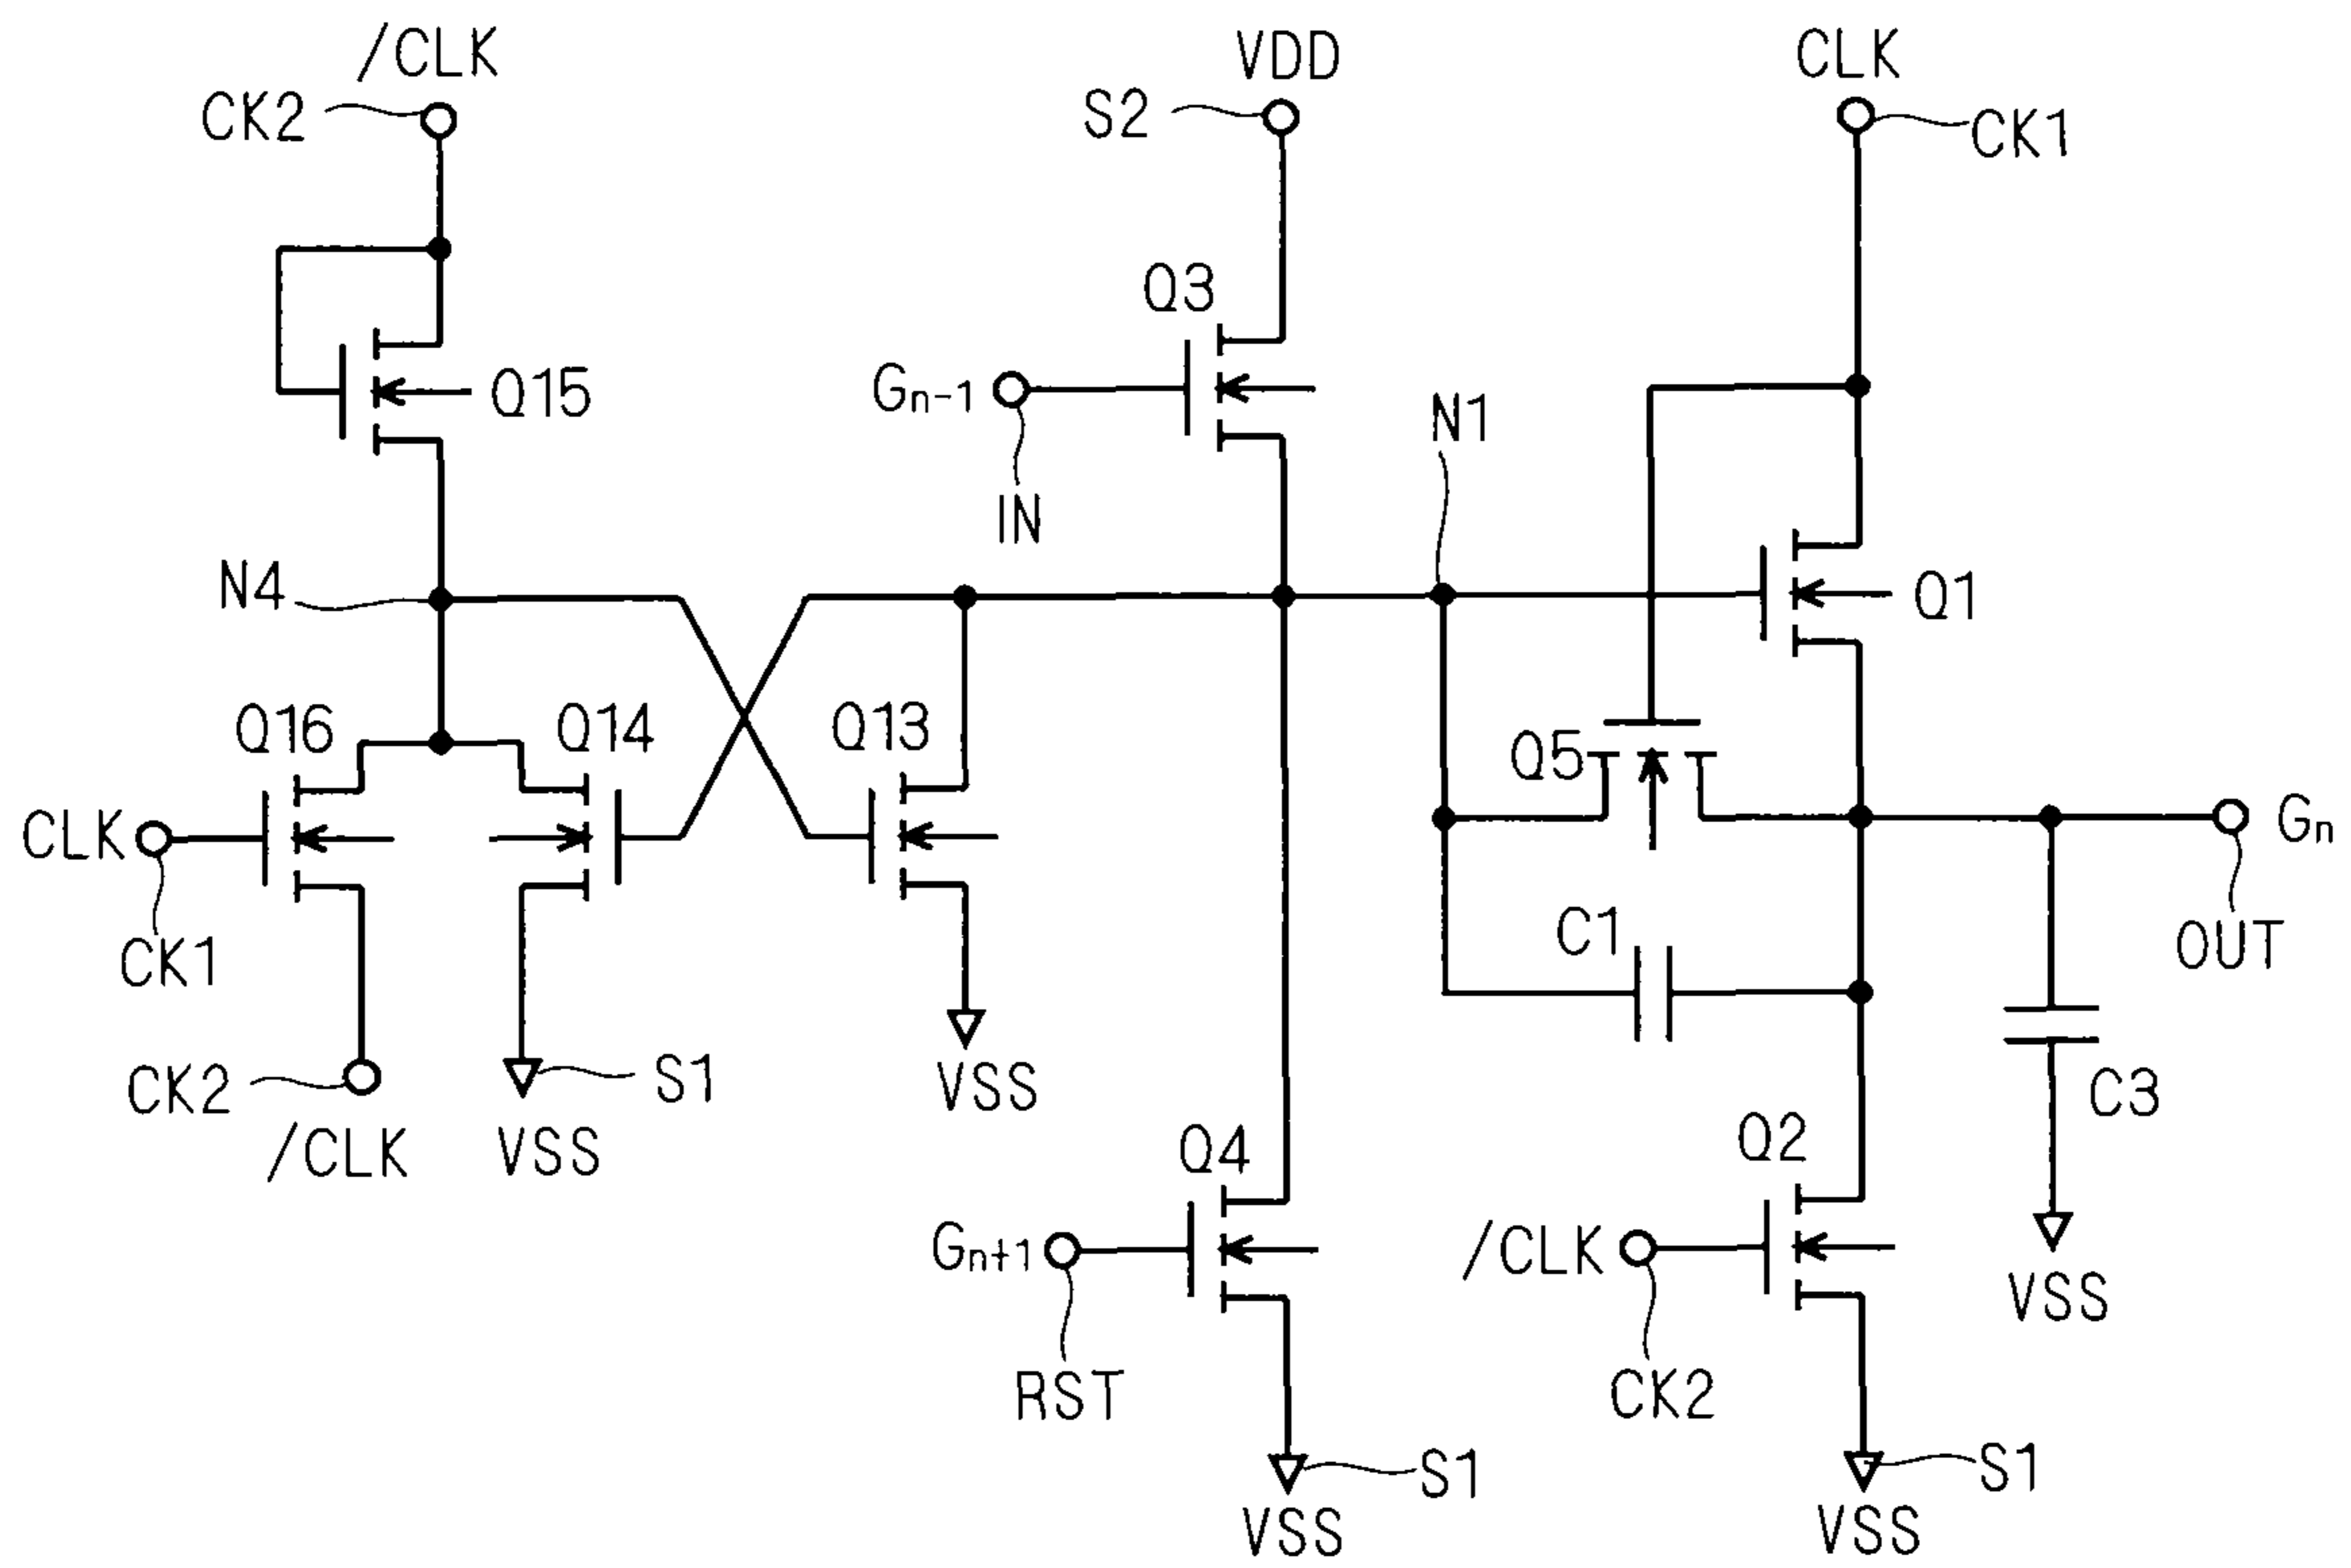 /CLK
VDD
CLK
CK2
S2
CK1
Q3
Q15
Gn-1
N1
IN
N4
Q1
Q16
Q14
Q13
Q5
CLK
Gn
C1
CK1
OUT
CK2
S1
VSS
C3
/CLK
VSS
Q4
Q2
Gn+1
/CLK
VSS
RST
CK2
S1
S1
VSS
VSS